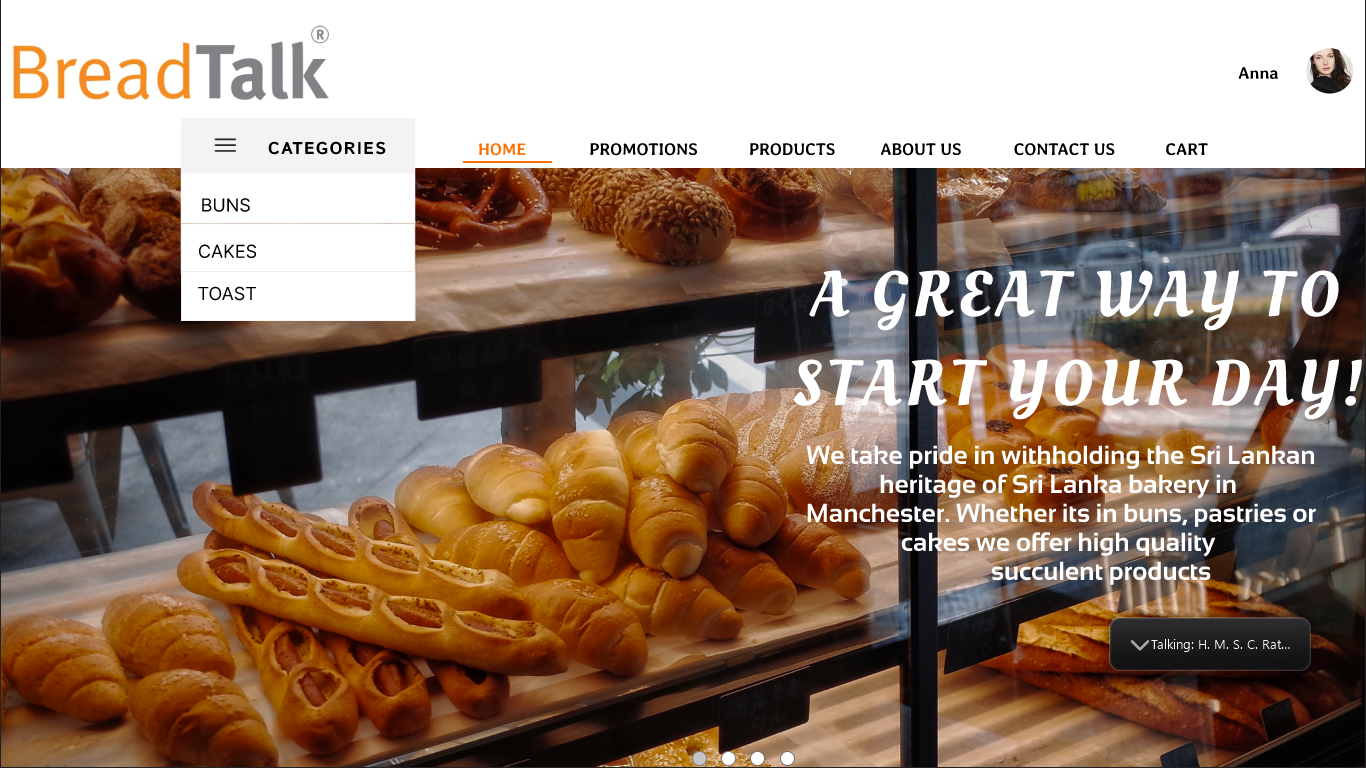 BreadTalk®
Anna
CATEGORIES
HOME PROMOTIONS PRODUCTS ABOUT US CONTACT US CART
BUNS
CAKES
TOAST
A GREAT WAY TO
START YOUR DAY!
We take pride in withholding the Sri Lankan
heritage of Sri Lanka bakery in
Manchester. Whether its in buns, pastries or
cakes we offer high quality
succulent products
Talking: H. M. S. C. Rat...